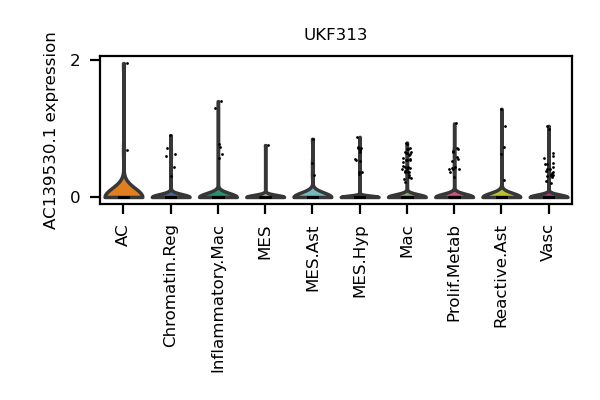 UKF313
AC139530.1 expression
2
0
AC
Chromatin.Reg
Inflammatory.Mac
MES
MES.Ast
MES.Hyp
Mac
Prolif.Metab
Reactive.Ast
Vasc